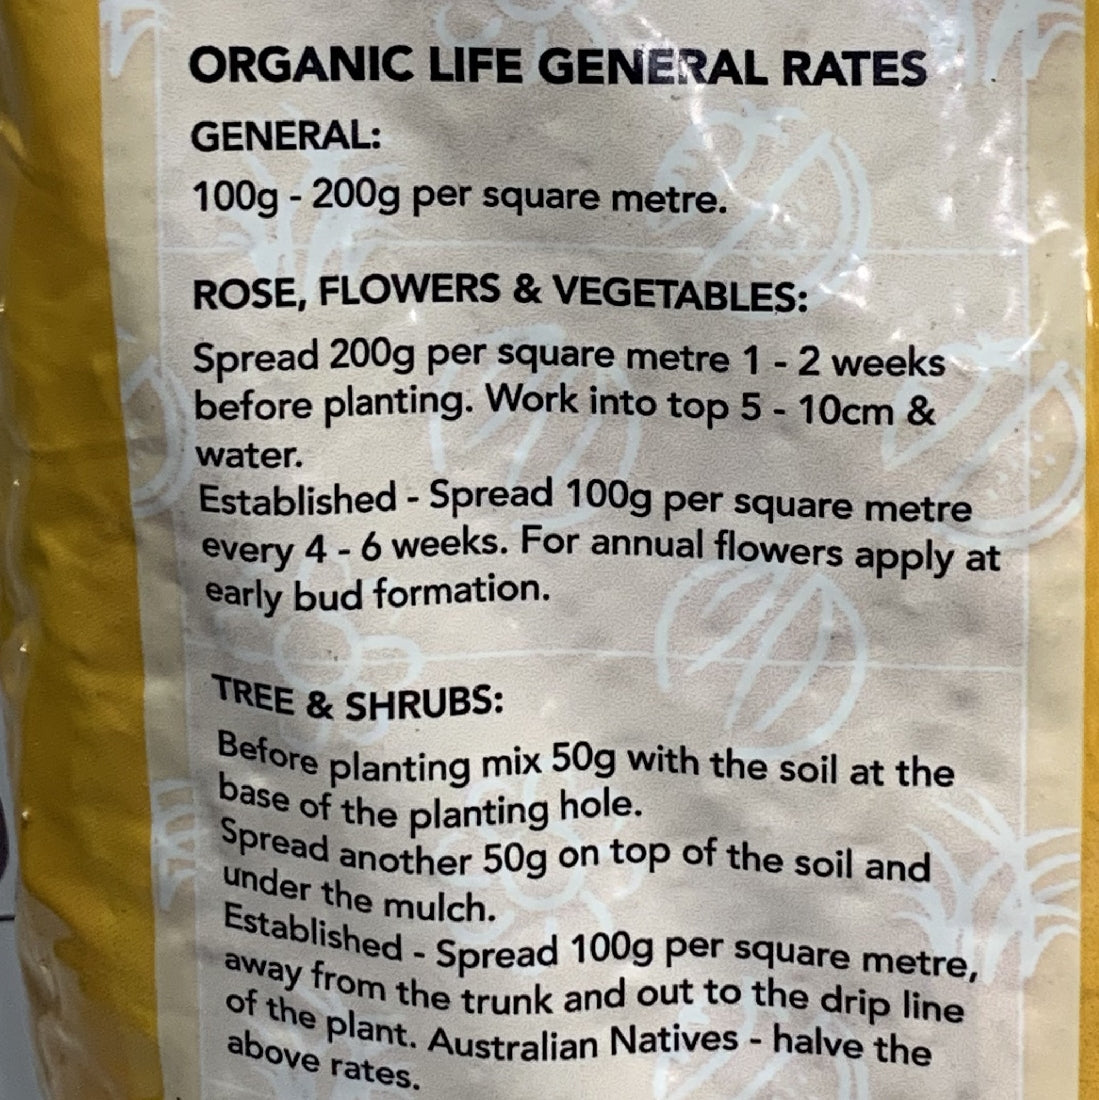 ORGANIC LIFE GENERAL RATES
GENERAL:
100g - 200g per square metre.
ROSE, FLOWERS & VEGETABLES:
Spread 200g per square metre 1 - 2 weeks
before planting. Work into top 5 - 10cm &
water.
Established - Spread 100g per square metre
every 4 - 6 weeks. For annual flowers apply at
early bud formation.
TREE & SHRUBS:
Before planting mix 50g with the soil at the
base of the planting hole.
Spread another 50g on top of the soil and
under the mulch.
Established - Spread 100g per square metre,
away from the trunk and out to the drip line
of the plant. Australian Natives - halve the
above rates.